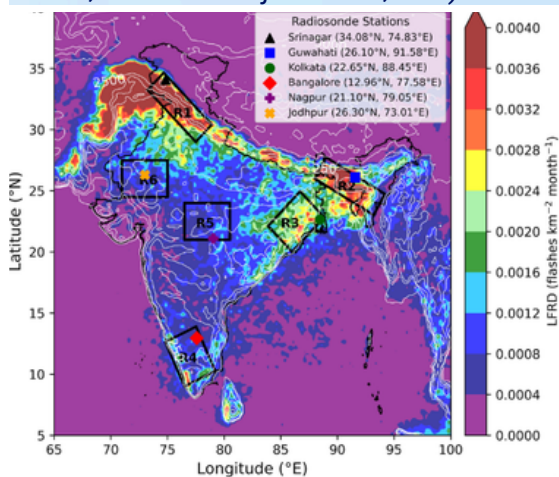 Radiosonde Stations
Srinagar (34.08°N, 74.83°E)
Guwahati (26.10°N, 91.58°E)
Kolkata (22.65°N, 88.45°E)
Bangalore (12.96°N, 77.58°E)
Nagpur (21.10°N, 79.05°E)
Jodhpur (26.30°N, 73.01°E)
2500
R1
R2
R3
R4
R5
R6
35
30
25
20
15
10
5
Latitude (°N)
65 70 75 80 85 90 95 100
Longitude (°E)
0.0040
0.0036
0.0032
0.0028
0.0024
0.0020
0.0016
0.0012
0.0008
0.0004
0.0000
LFRD (flashes km⁻² month⁻¹)